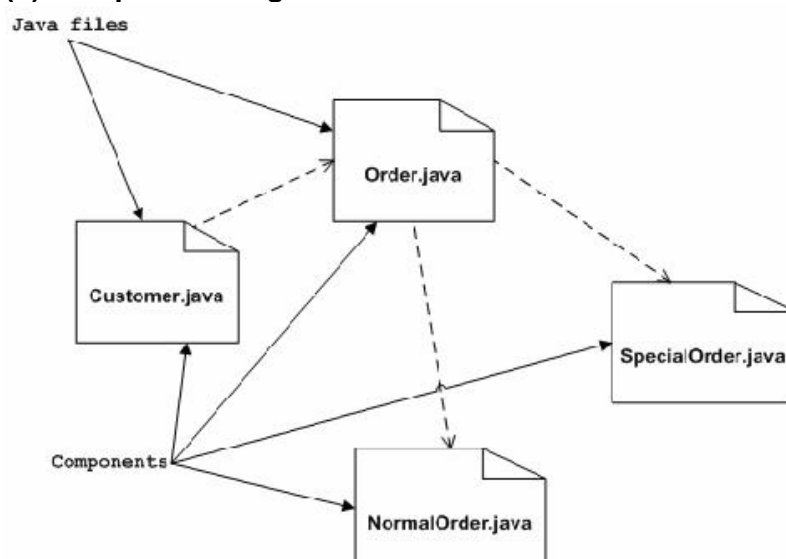 Java files
Order.java
Customer.java
SpecialOrder.java
Components
NormalOrder.java